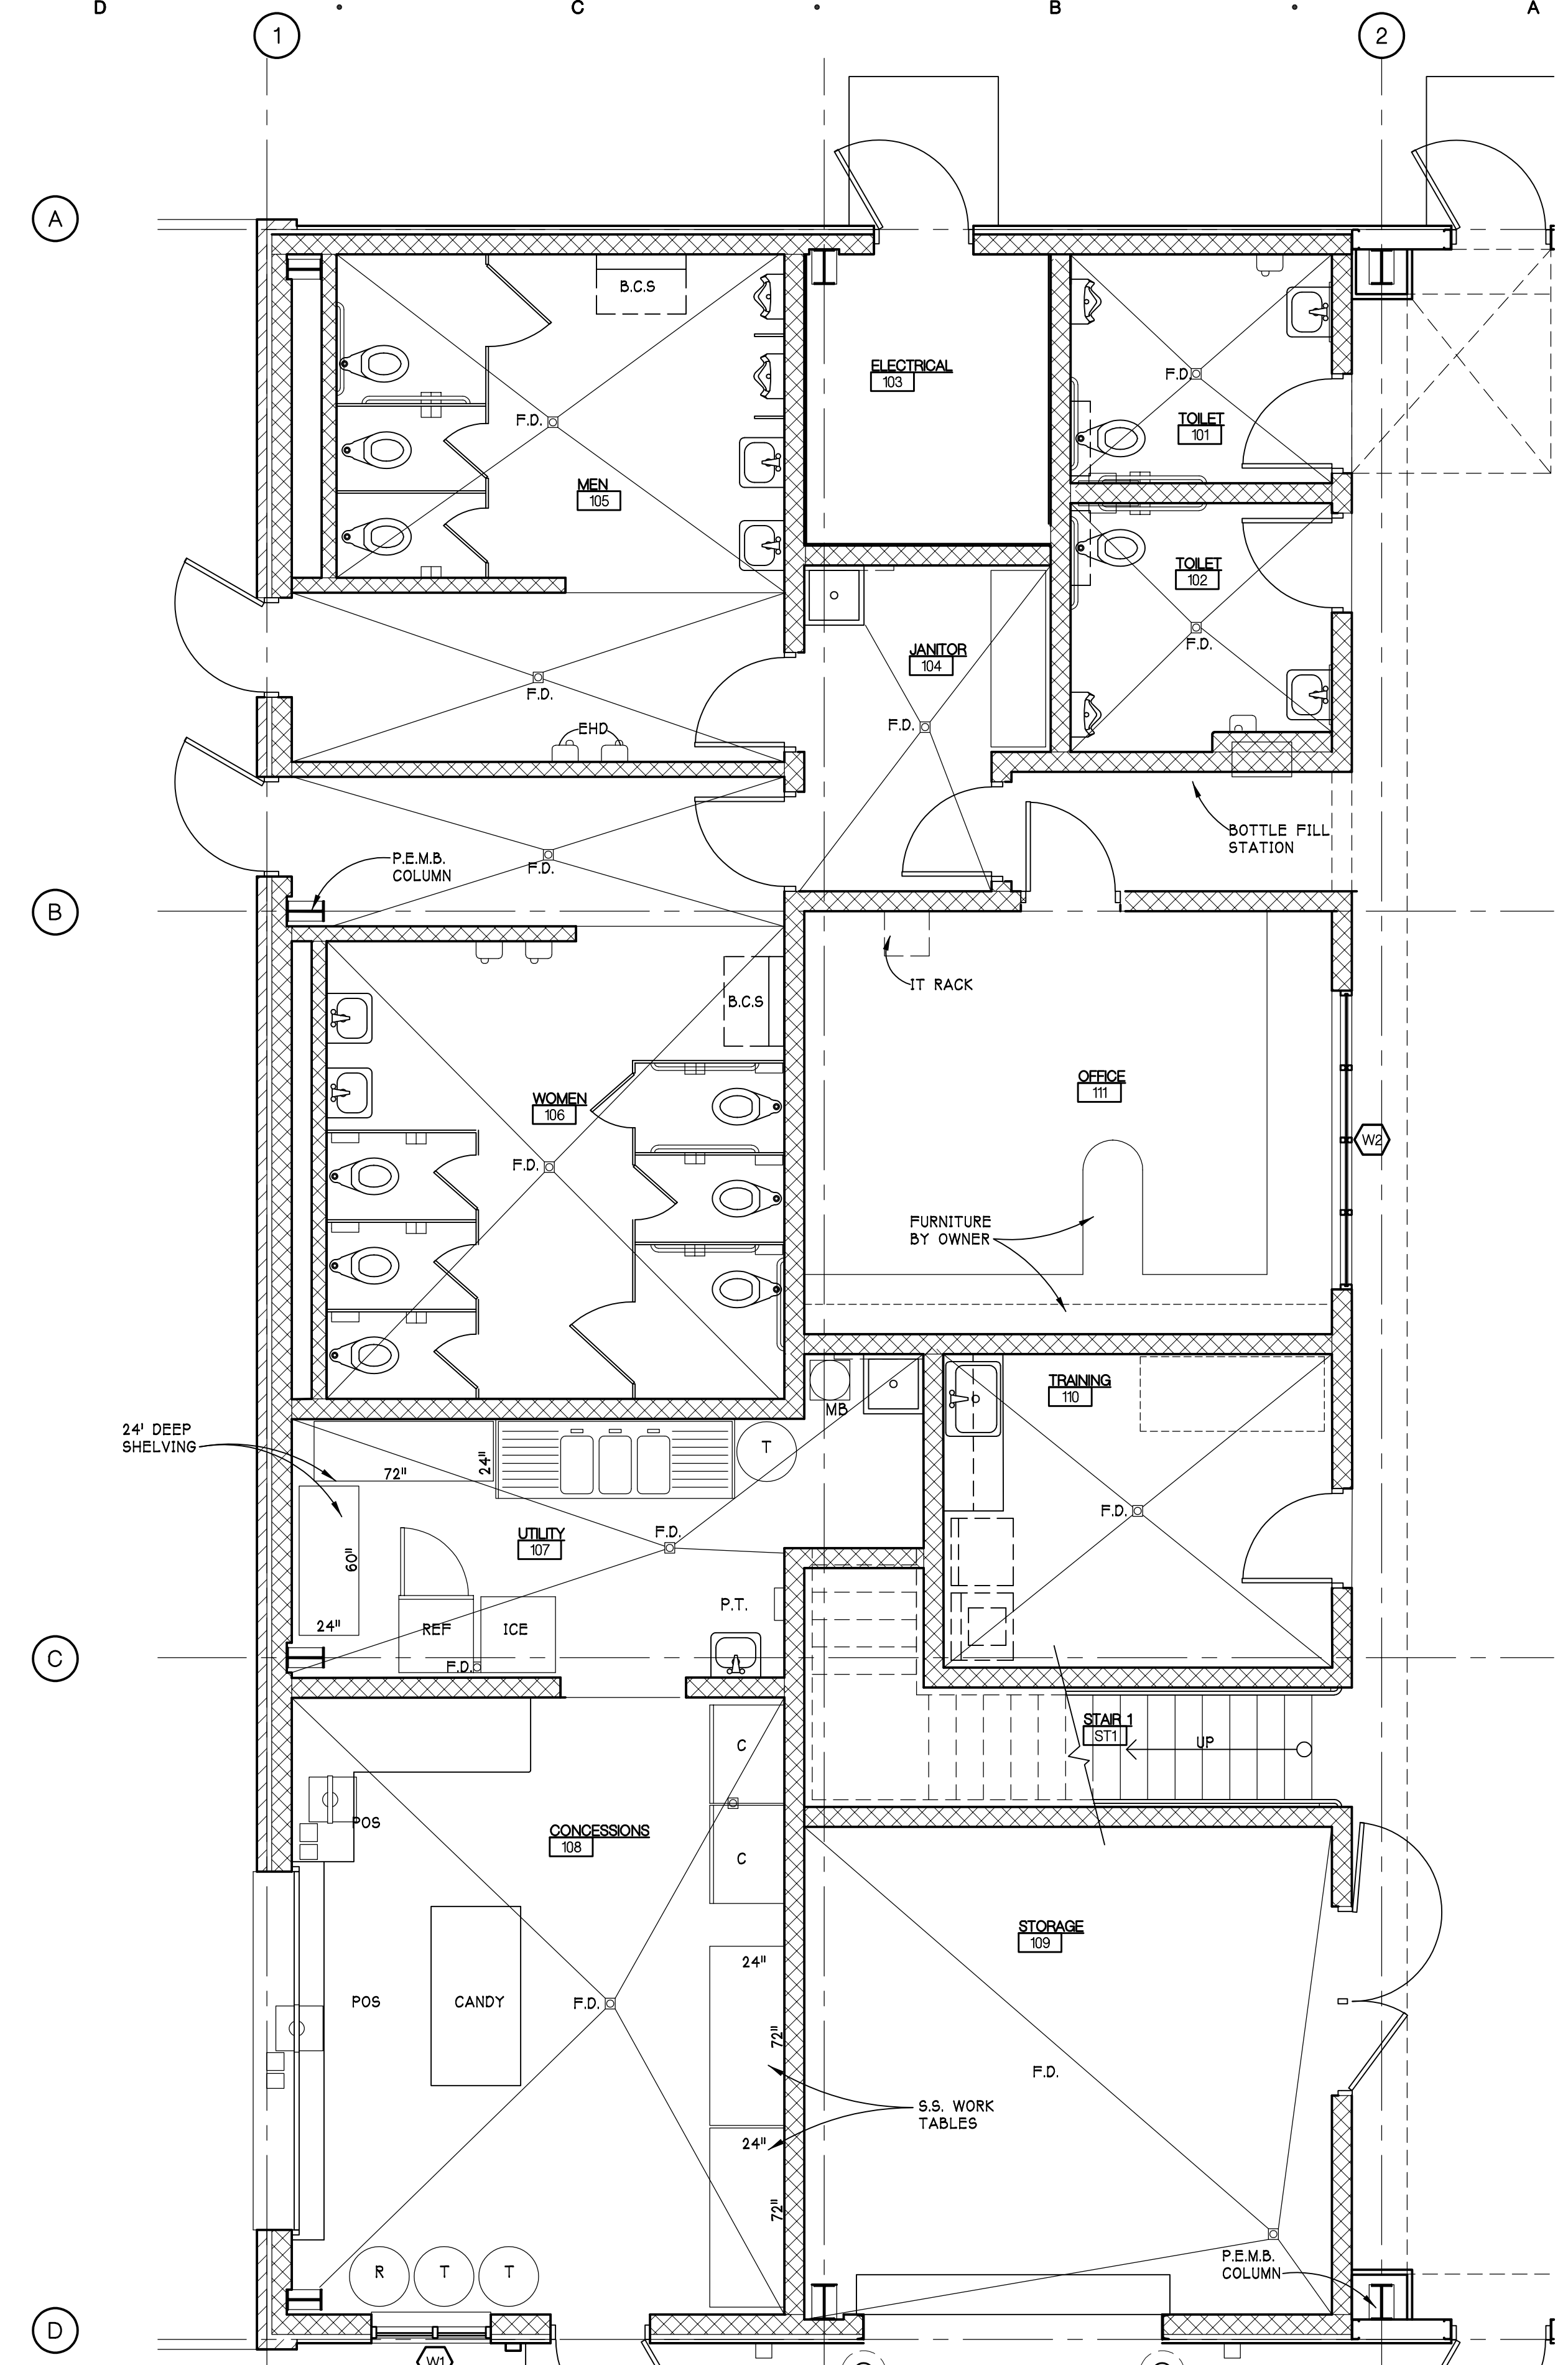 D C B A
1 2
A
B.C.S
ELECTRICAL
103
F.D.
TOILET
101
F.D.
MEN
105
TOILET
102
F.D.
JANITOR
104
F.D.
F.D.
EHD
BOTTLE FILL
STATION
P.E.M.B.
COLUMN
F.D.
B
IT RACK
B.C.S
OFFICE
111
WOMEN
106
W2
F.D.
FURNITURE
BY OWNER
TRAINING
110
MB
24' DEEP
SHELVING
T
24"
72"
F.D.
UTILITY
107
F.D.
60"
P.T.
24"
REF
ICE
C
F.D.
STAIR 1
ST1
UP
C
POS
CONCESSIONS
108
C
STORAGE
109
24"
POS
CANDY
F.D.
72"
F.D.
S.S. WORK
TABLES
24"
72"
P.E.M.B.
COLUMN
R T T
D
W1